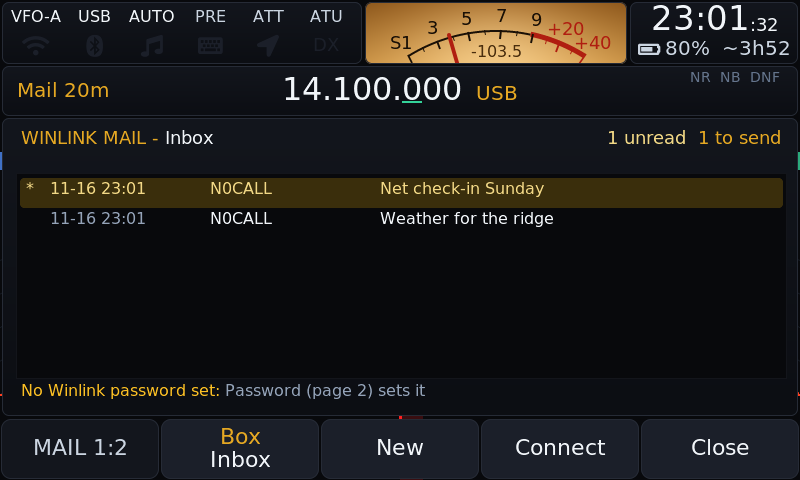 VFO-A USB AUTO PRE ATT ATU
DX
S1 3 5 7 9 +20 +40
-103.5
23:01:32
80% ~3h52
Mail 20m
14.100.000 USB
NR NB DNF
WINLINK MAIL - Inbox
1 unread 1 to send
* 11-16 23:01 N0CALL Net check-in Sunday
11-16 23:01 N0CALL Weather for the ridge
No Winlink password set: Password (page 2) sets it
MAIL 1:2
Box
Inbox
New
Connect
Close